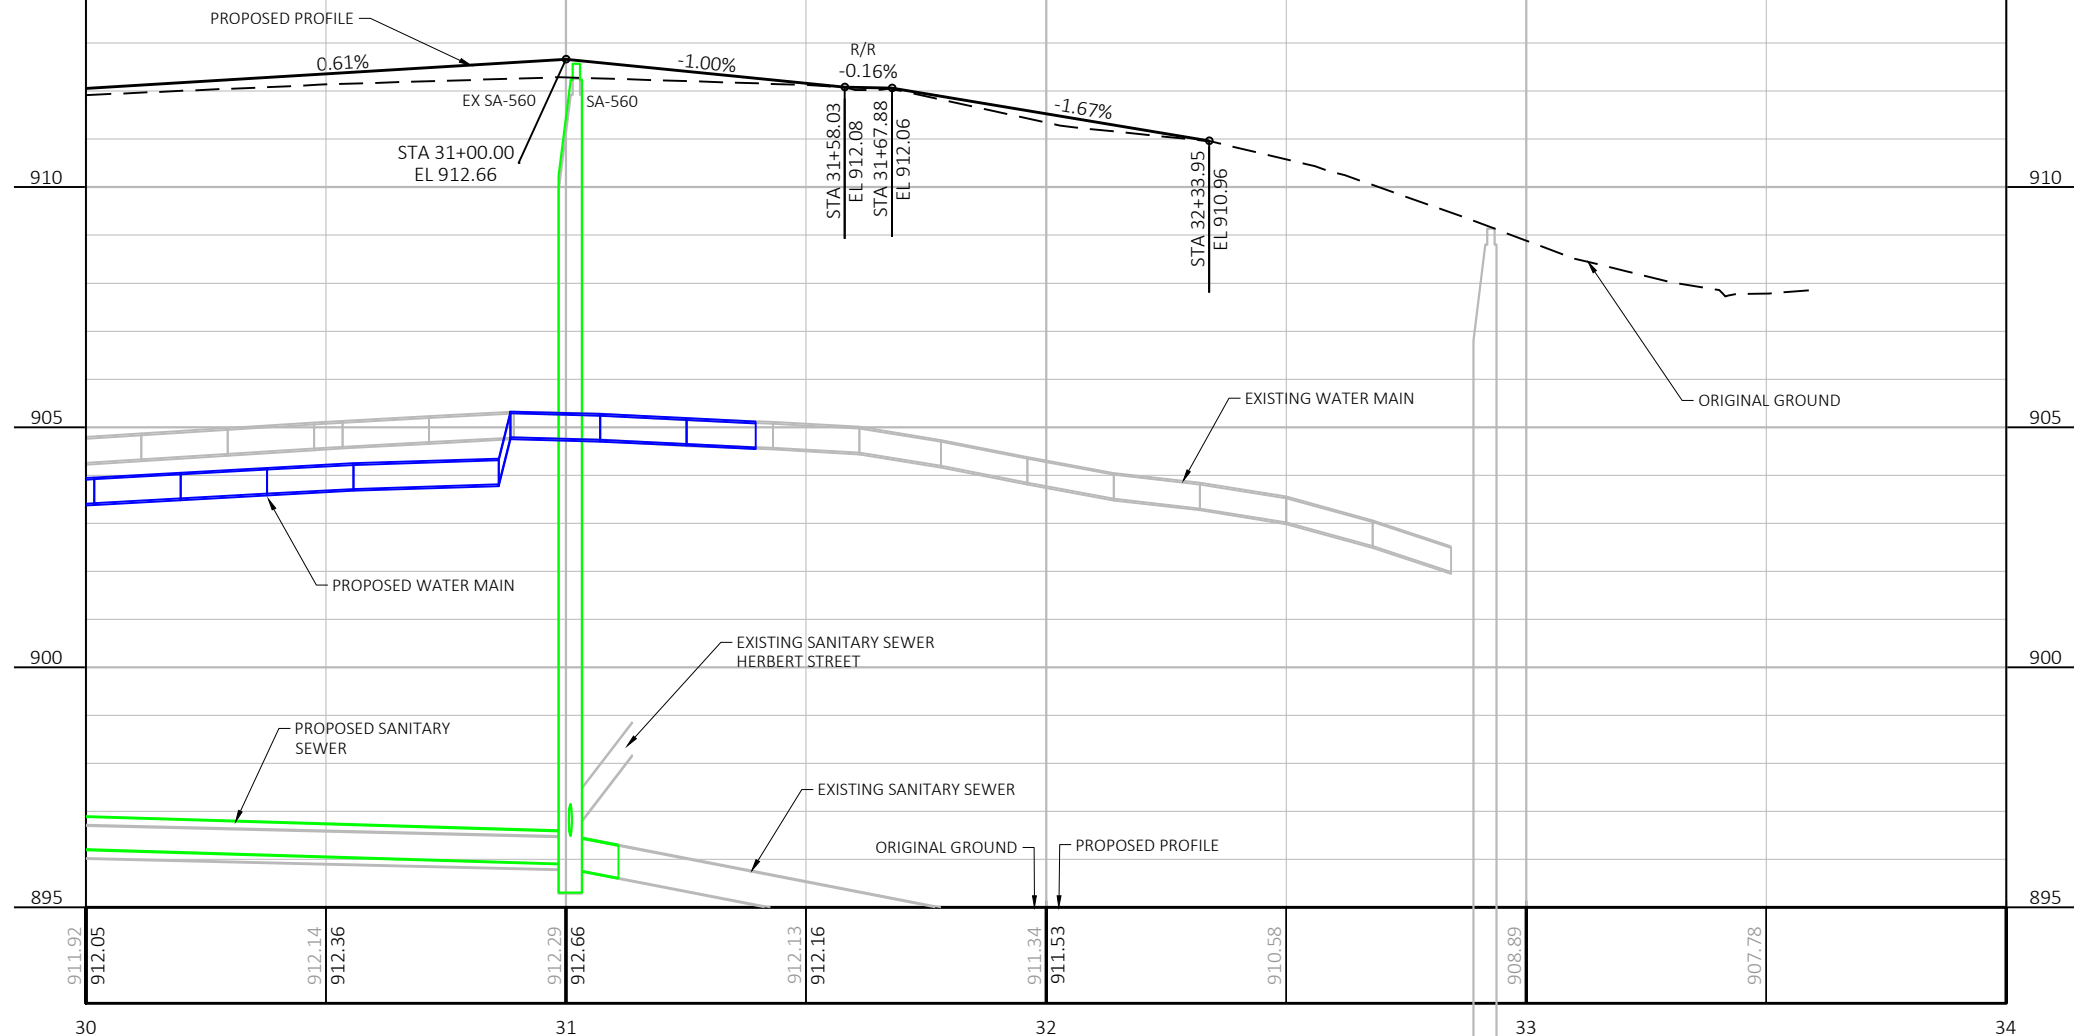 PROPOSED PROFILE
0.61%
-1.00%
R/R
-0.16%
-1.67%
EX SA-560
SA-560
STA 31+00.00
EL 912.66
STA 31+58.03
EL 912.08
STA 31+67.88
EL 912.06
STA 32+33.95
EL 910.96
910
910
ORIGINAL GROUND
EXISTING WATER MAIN
905
905
PROPOSED WATER MAIN
EXISTING SANITARY SEWER
HERBERT STREET
900
900
PROPOSED SANITARY
SEWER
EXISTING SANITARY SEWER
ORIGINAL GROUND
PROPOSED PROFILE
895
895
911.92
912.05
912.14
912.36
912.29
912.66
912.13
912.16
911.34
911.53
910.58
908.89
907.78
30
31
32
33
34